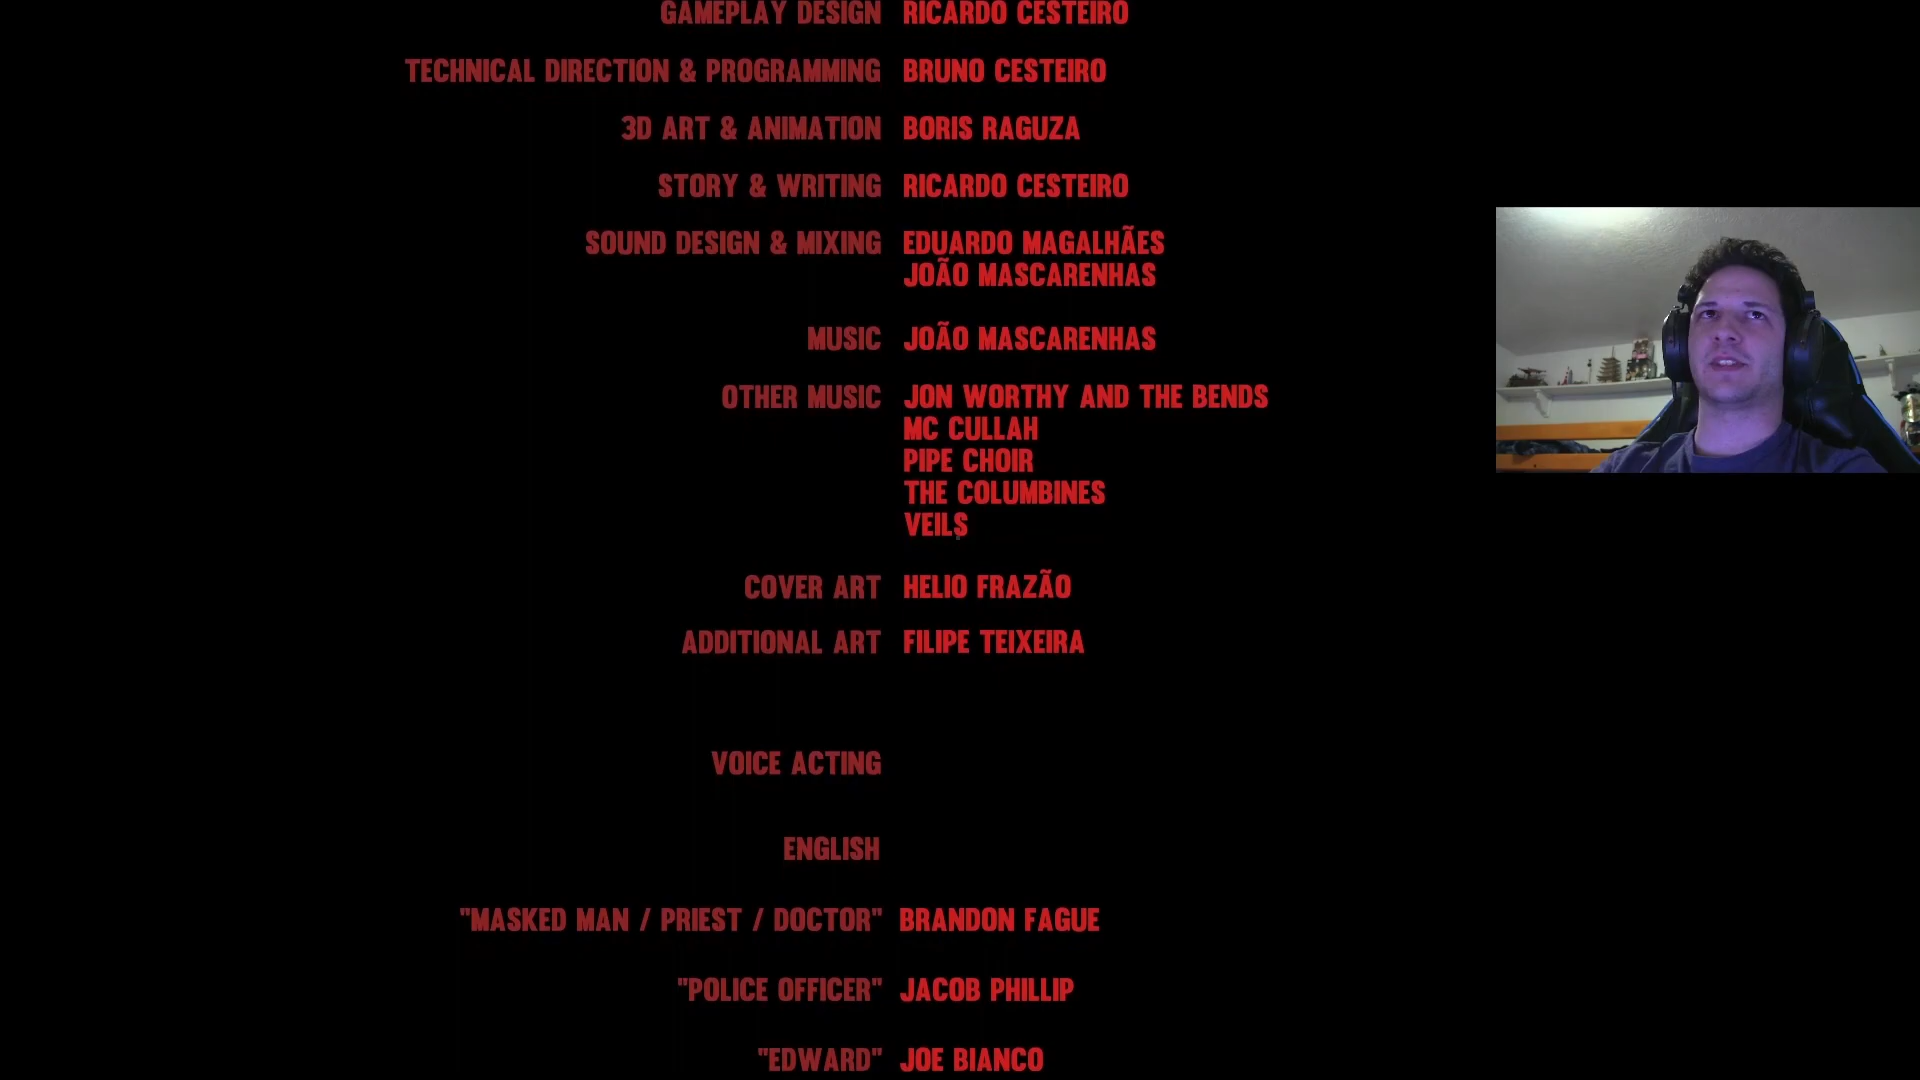 GAMEPLAY DESIGN RICARDO CESTEIRO
TECHNICAL DIRECTION & PROGRAMMING BRUNO CESTEIRO
3D ART & ANIMATION BORIS RAGUZA
STORY & WRITING RICARDO CESTEIRO
SOUND DESIGN & MIXING EDUARDO MAGALHÃES
JOÃO MASCARENHAS
MUSIC JOÃO MASCARENHAS
OTHER MUSIC JON WORTHY AND THE BENDS
MC CULLAH
PIPE CHOIR
THE COLUMBINES
VEILS
COVER ART HELIO FRAZÃO
ADDITIONAL ART FILIPE TEIXEIRA
VOICE ACTING
ENGLISH
"MASKED MAN / PRIEST / DOCTOR" BRANDON FAGUE
"POLICE OFFICER" JACOB PHILLIP
"EDWARD" JOE BIANCO